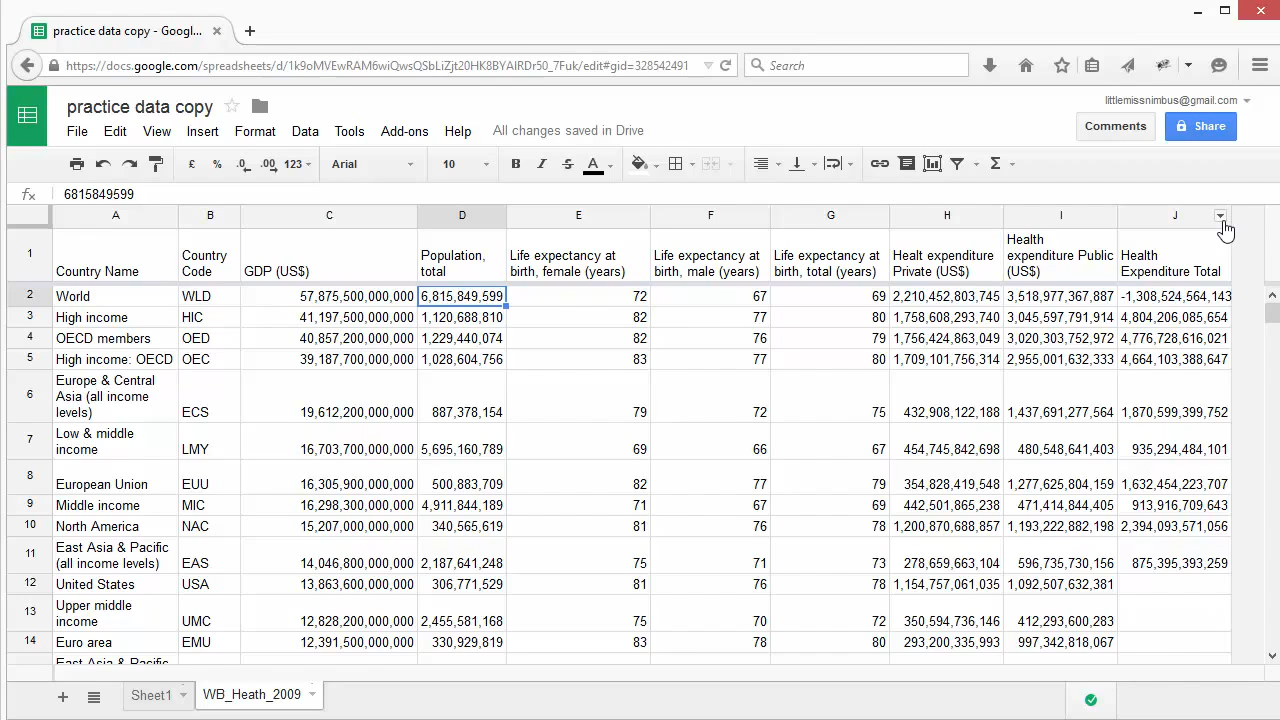 practice data copy - Googl...
https://docs.google.com/spreadsheets/d/1k9oMVEwRAM6wiQwsQSbLiZjt20HK8BYAIRDr50_7Fuk/edit#gid=328542491 Search
practice data copy littlemissnimbus@gmail.com
File Edit View Insert Format Data Tools Add-ons Help All changes saved in Drive Comments Share
£ % .0 .00 123 Arial 10 B I S A Σ
fx 6815849599
A B C D E F G H I J
1 Country Name Country Code GDP (US$) Population, total Life expectancy at birth, female (years) Life expectancy at birth, male (years) Life expectancy at birth, total (years) Healt expenditure Private (US$) Health expenditure Public (US$) Health Expenditure Total
2 World WLD 57,875,500,000,000 6,815,849,599 72 67 69 2,210,452,803,745 3,518,977,367,887 -1,308,524,564,143
3 High income HIC 41,197,500,000,000 1,120,688,810 82 77 80 1,758,608,293,740 3,045,597,791,914 4,804,206,085,654
4 OECD members OED 40,857,200,000,000 1,229,440,074 82 76 79 1,756,424,863,049 3,020,303,752,972 4,776,728,616,021
5 High income: OECD OEC 39,187,700,000,000 1,028,604,756 83 77 80 1,709,101,756,314 2,955,001,632,333 4,664,103,388,647
6 Europe & Central Asia (all income levels) ECS 19,612,200,000,000 887,378,154 79 72 75 432,908,122,188 1,437,691,277,564 1,870,599,399,752
7 Low & middle income LMY 16,703,700,000,000 5,695,160,789 69 66 67 454,745,842,698 480,548,641,403 935,294,484,101
8 European Union EUU 16,305,900,000,000 500,883,709 82 77 79 354,828,419,548 1,277,625,804,159 1,632,454,223,707
9 Middle income MIC 16,298,300,000,000 4,911,844,189 71 67 69 442,501,865,238 471,414,844,405 913,916,709,643
10 North America NAC 15,207,000,000,000 340,565,619 81 76 78 1,200,870,688,857 1,193,222,882,198 2,394,093,571,056
11 East Asia & Pacific (all income levels) EAS 14,046,800,000,000 2,187,641,248 75 71 73 278,659,663,104 596,735,730,156 875,395,393,259
12 United States USA 13,863,600,000,000 306,771,529 81 76 78 1,154,757,061,035 1,092,507,632,381
13 Upper middle income UMC 12,828,200,000,000 2,455,581,168 75 70 72 350,594,736,146 412,293,600,283
14 Euro area EMU 12,391,500,000,000 330,929,819 83 78 80 293,200,335,993 997,342,818,067
East Asia & Pacific
+ Sheet1 WB_Heath_2009